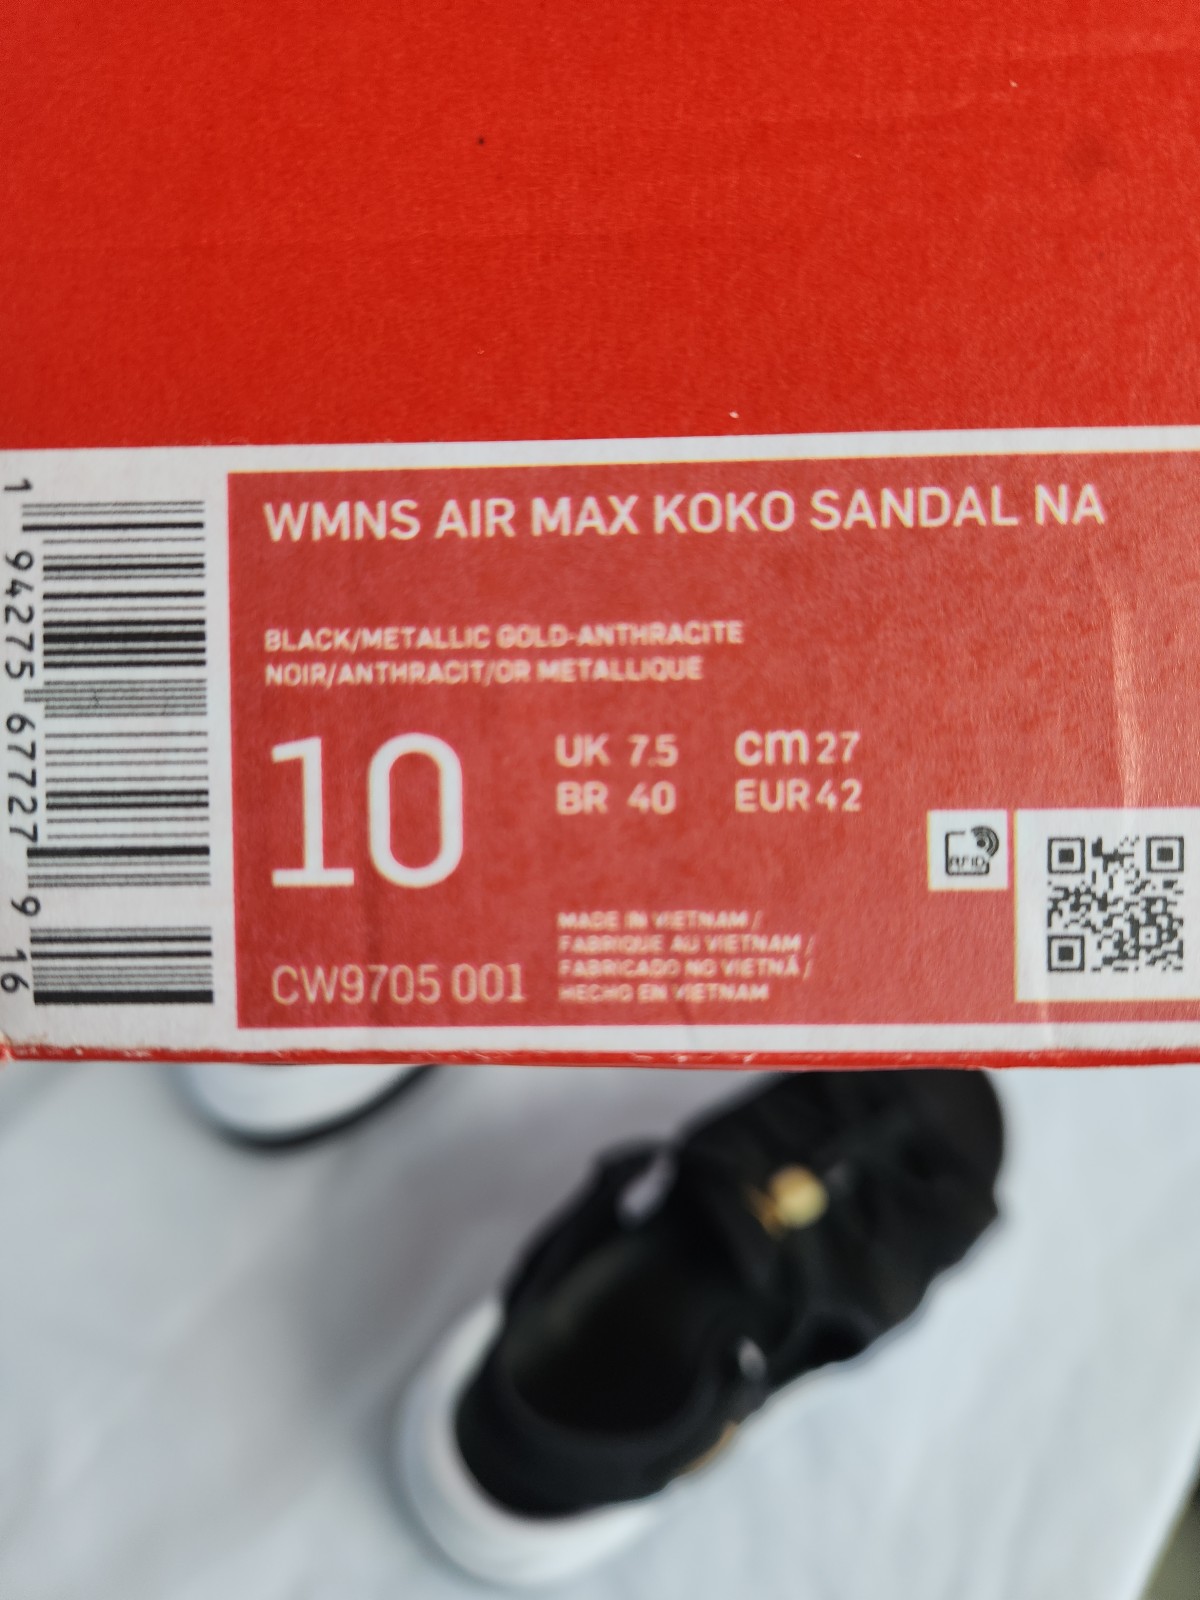 WMNS AIR MAX KOKO SANDAL NA
BLACK/METALLIC GOLD-ANTHRACITE
NOIR/ANTHRACIT/OR METALLIQUE
10
UK 7.5 cm 27
BR 40 EUR 42
RFID
MADE IN VIETNAM /
FABRIQUE AU VIETNAM /
FABRICADO NO VIETNÃ /
HECHO EN VIETNAM
CW9705 001
1 94275 67727 9 16